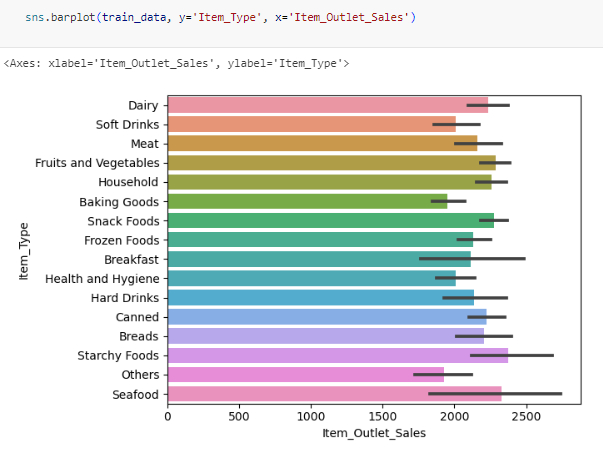 sns.barplot(train_data, y='Item_Type', x='Item_Outlet_Sales')
<Axes: xlabel='Item_Outlet_Sales', ylabel='Item_Type'>
Dairy
Soft Drinks
Meat
Fruits and Vegetables
Household
Baking Goods
Snack Foods
Frozen Foods
Breakfast
Health and Hygiene
Hard Drinks
Canned
Breads
Starchy Foods
Others
Seafood
Item_Type
0 500 1000 1500 2000 2500
Item_Outlet_Sales